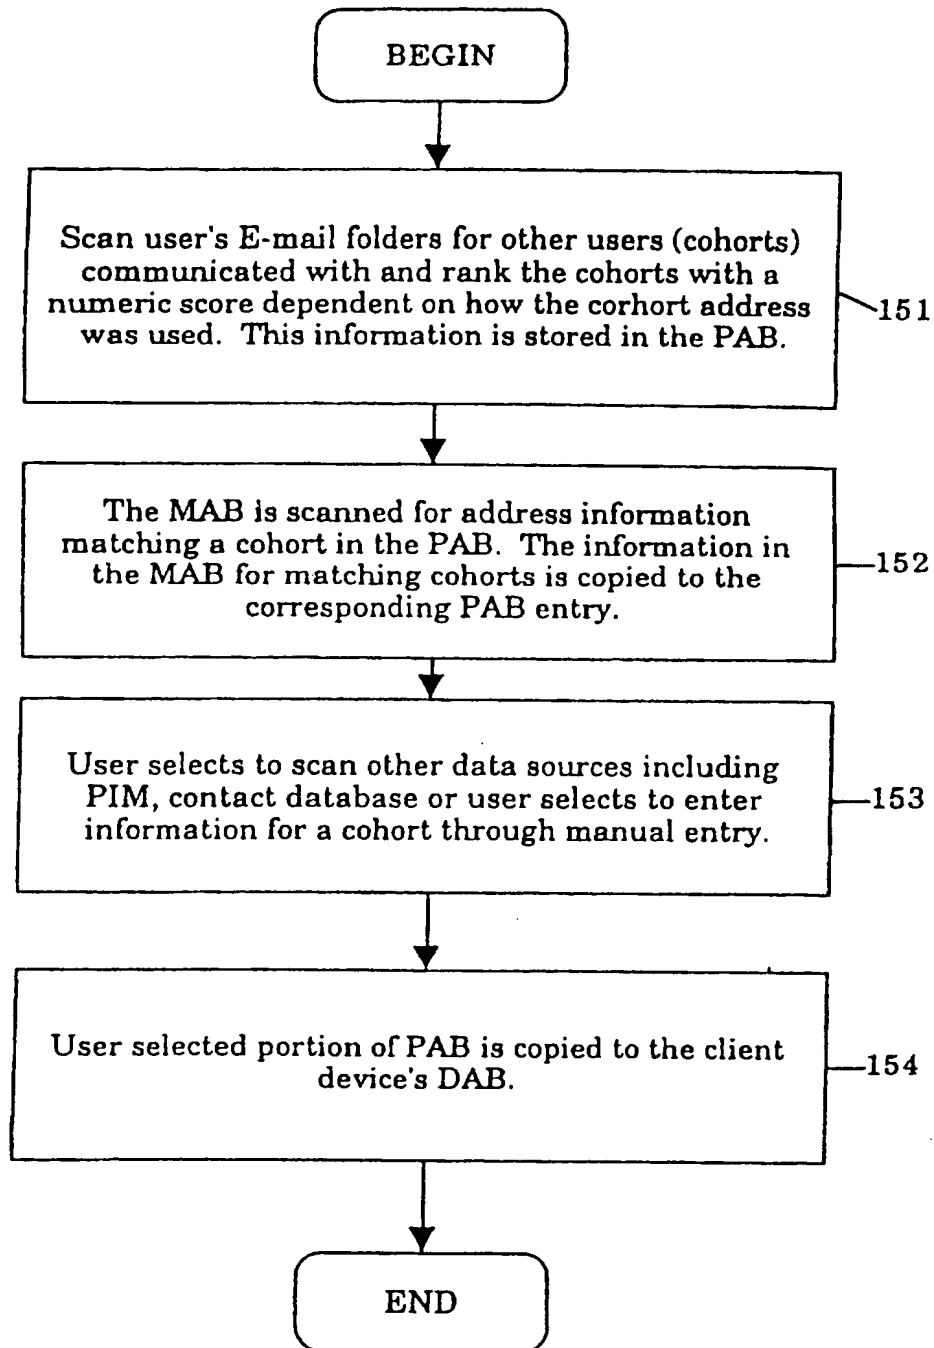 BEGIN
Scan user's E-mail folders for other users (cohorts)
communicated with and rank the cohorts with a
numeric score dependent on how the corhort address
was used. This information is stored in the PAB.
151
The MAB is scanned for address information
matching a cohort in the PAB. The information in
the MAB for matching cohorts is copied to the
corresponding PAB entry.
152
User selects to scan other data sources including
PIM, contact database or user selects to enter
information for a cohort through manual entry.
153
User selected portion of PAB is copied to the client
device's DAB.
154
END